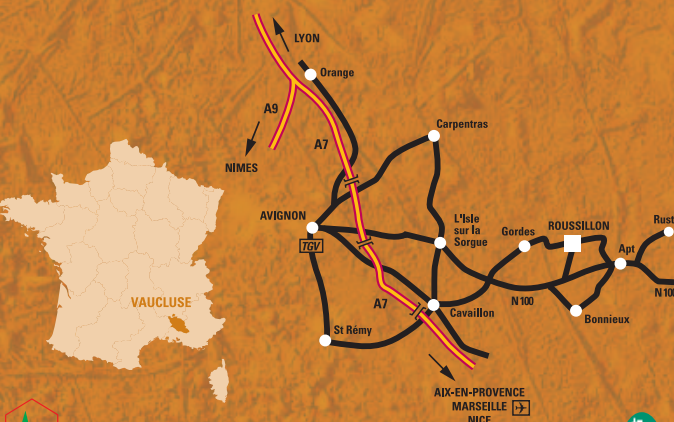 LYON
Orange
A9
A7
Carpentras
NIMES
AVIGNON
TGV
L'Isle
sur la
Sorgue
Gordes
ROUSSILLON
Rust
Apt
VAUCLUSE
A7
N 100
N 100
Cavaillon
Bonnieux
St Rémy
AIX-EN-PROVENCE
MARSEILLE
NICE